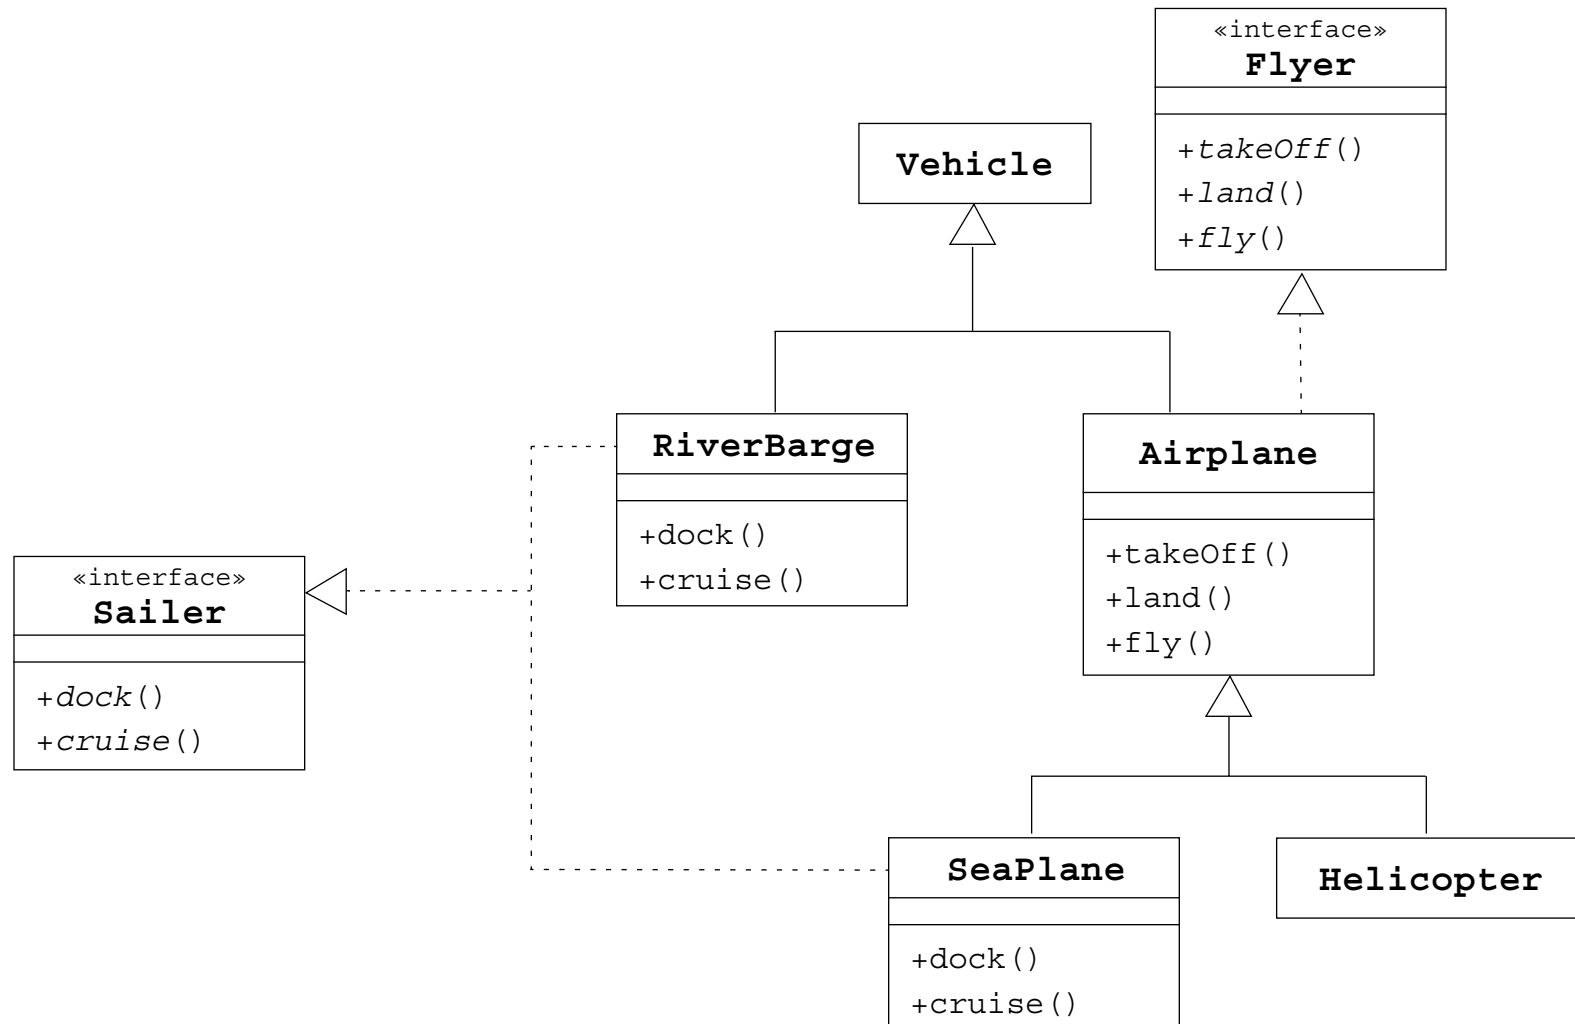 «interface»
Flyer
+takeOff()
+land()
+fly()
Vehicle
RiverBarge
+dock()
+cruise()
Airplane
+takeOff()
+land()
+fly()
«interface»
Sailer
+dock()
+cruise()
SeaPlane
+dock()
+cruise()
Helicopter